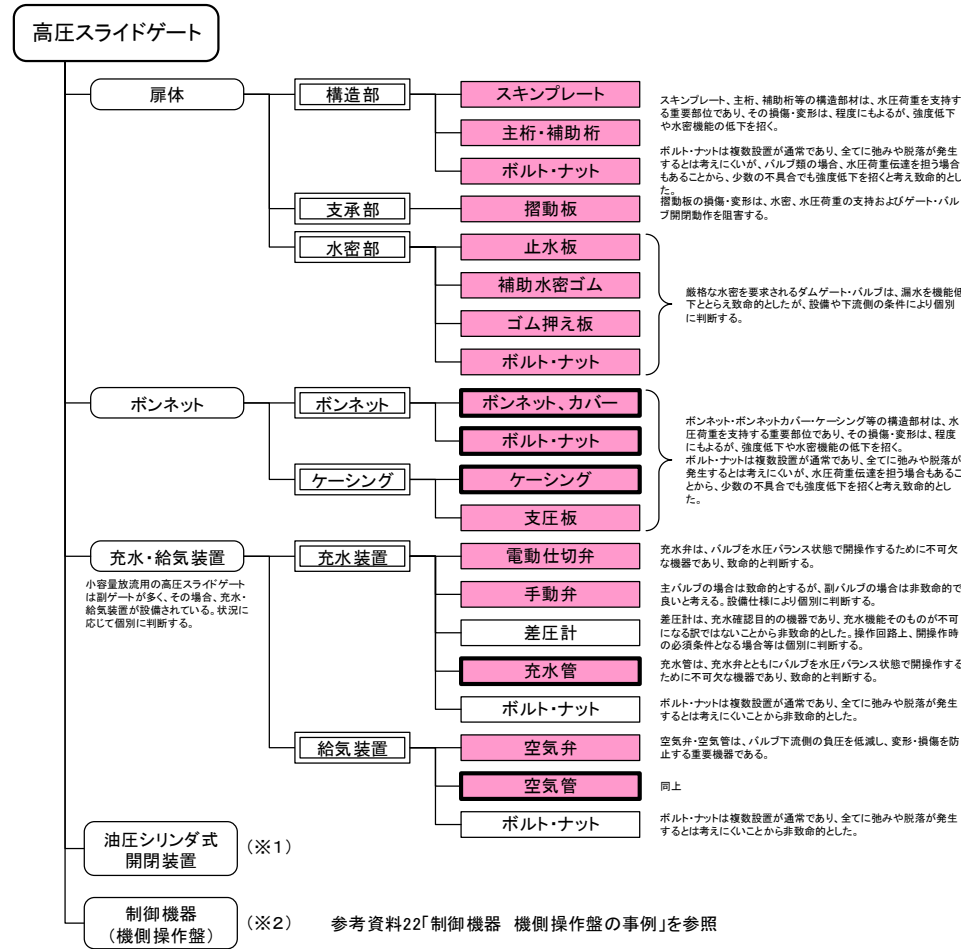 高圧スライドゲート
扉体
構造部
スキンプレート
スキンプレート、主桁、補助桁等の構造部材は、水圧荷重を支持す
る重要部位であり、その損傷・変形は、程度にもよるが、強度低下
や水密機能の低下を招く。
主桁・補助桁
ボルト・ナット
ボルト・ナットは複数設置が通常であり、全てに弛みや脱落が発生
するとは考えにくいが、バルブ類の場合、水圧荷重伝達を担う場合
もあることから、少数の不具合でも強度低下を招くと考え致命的とし
た。
支承部
摺動板
摺動板の損傷・変形は、水密、水圧荷重の支持およびゲート・バル
ブ開閉動作を阻害する。
水密部
止水板
補助水密ゴム
ゴム押え板
ボルト・ナット
厳格な水密を要求されるダムゲート・バルブは、漏水を機能低
下ととらえ致命的としたが、設備や下流側の条件により個別
に判断する。
ボンネット
ボンネット
ボンネット、カバー
ボルト・ナット
ケーシング
ケーシング
支圧板
ボンネット・ボンネットカバー・ケーシング等の構造部材は、水
圧荷重を支持する重要部位であり、その損傷・変形は、程度
にもよるが、強度低下や水密機能の低下を招く。
ボルト・ナットは複数設置が通常であり、全てに弛みや脱落が
発生するとは考えにくいが、水圧荷重伝達を担う場合もあるこ
とから、少数の不具合でも強度低下を招くと考え致命的とし
た。
充水・給気装置
小容量放流用の高圧スライドゲート
は副ゲートが多く、その場合、充水・
給気装置が設備されている。状況に
応じて個別に判断する。
充水装置
電動仕切弁
充水弁は、バルブを水圧バランス状態で開操作するために不可欠
な機器であり、致命的と判断する。
手動弁
主バルブの場合は致命的とするが、副バルブの場合は非致命的で
良いと考える。設備仕様により個別に判断する。
差圧計
差圧計は、充水確認目的の機器であり、充水機能そのものが不可
になる訳ではないことから非致命的とした。操作回路上、開操作時
の必須条件となる場合等は個別に判断する。
充水管
充水管は、充水弁とともにバルブを水圧バランス状態で開操作する
ために不可欠な機器であり、致命的と判断する。
ボルト・ナット
ボルト・ナットは複数設置が通常であり、全てに弛みや脱落が発生
するとは考えにくいことから非致命的とした。
給気装置
空気弁
空気弁・空気管は、バルブ下流側の負圧を低減し、変形・損傷を防
止する重要機器である。
空気管
同上
ボルト・ナット
ボルト・ナットは複数設置が通常であり、全てに弛みや脱落が発生
するとは考えにくいことから非致命的とした。
油圧シリンダ式
開閉装置
(※1)
制御機器
(機側操作盤)
(※2)
参考資料22「制御機器 機側操作盤の事例」を参照